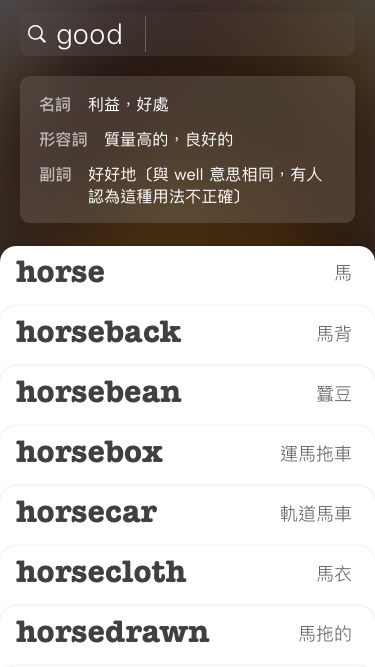 good
名詞 利益，好處
形容詞 質量高的，良好的
副詞 好好地〔與 well 意思相同，有人
認為這種用法不正確〕
horse 馬
horseback 馬背
horsebean 蠶豆
horsebox 運馬拖車
horsecar 軌道馬車
horsecloth 馬衣
horsedrawn 馬拖的